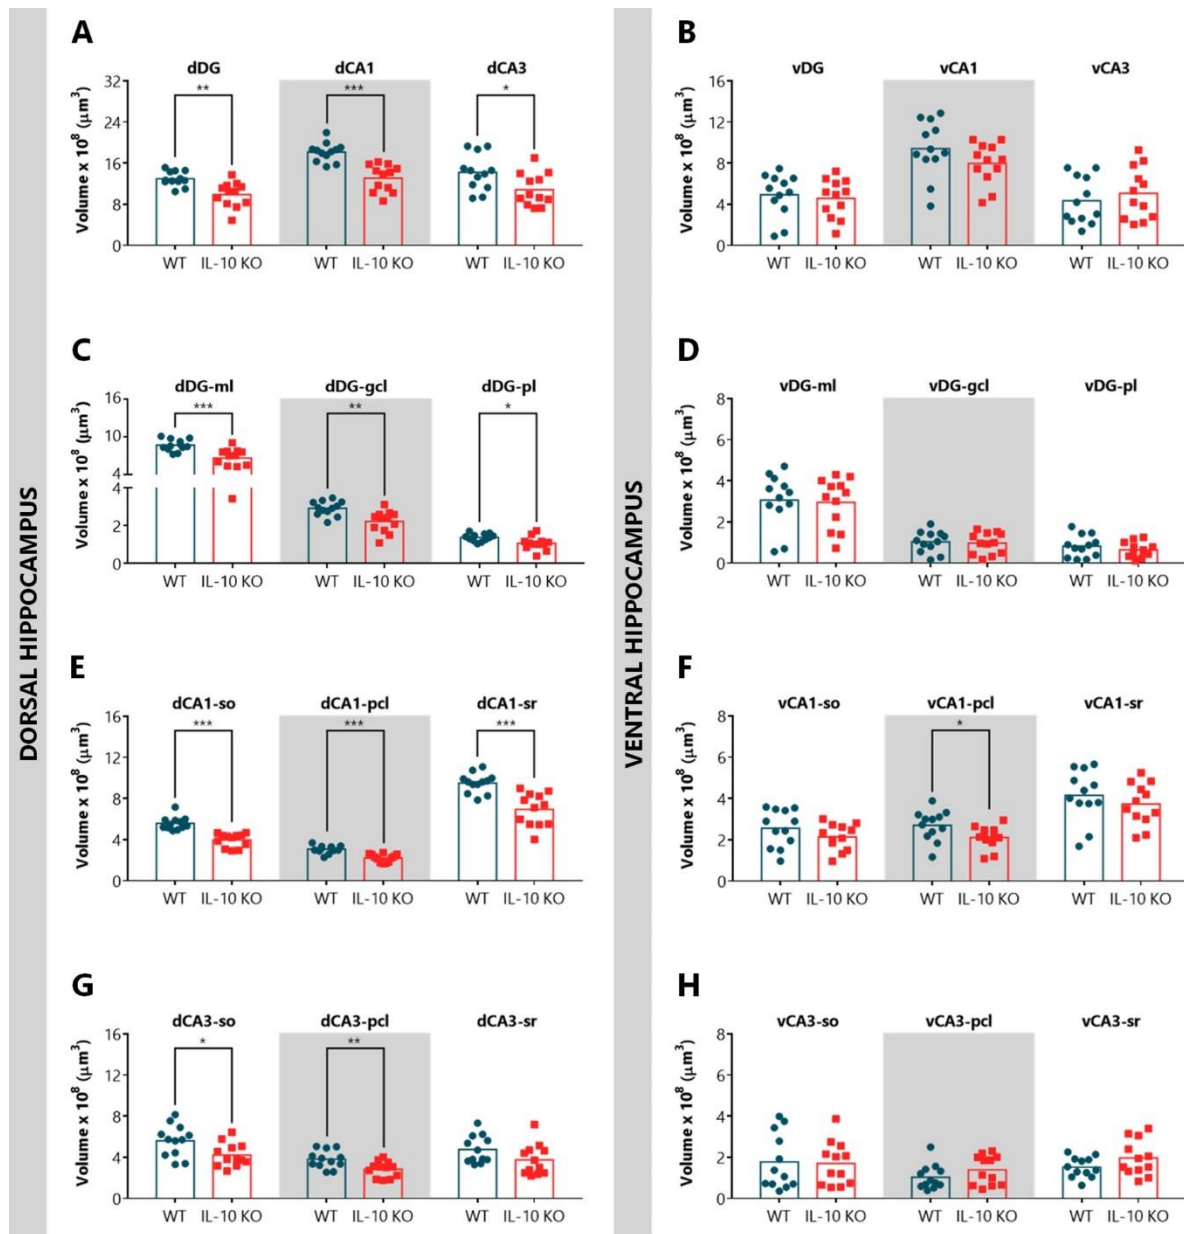 DORSAL HIPPOCAMPUS
A
dDG dCA1 dCA3
Volume x 10⁸ (μm³)
32
24
16
8
0
** *** *
WT IL-10 KO WT IL-10 KO WT IL-10 KO
C
dDG-ml dDG-gcl dDG-pl
Volume x 10⁸ (μm³)
16
10
4
4
2
0
*** ** *
WT IL-10 KO WT IL-10 KO WT IL-10 KO
E
dCA1-so dCA1-pcl dCA1-sr
Volume x 10⁸ (μm³)
16
12
8
4
0
*** *** ***
WT IL-10 KO WT IL-10 KO WT IL-10 KO
G
dCA3-so dCA3-pcl dCA3-sr
Volume x 10⁸ (μm³)
16
12
8
4
0
* **
WT IL-10 KO WT IL-10 KO WT IL-10 KO
VENTRAL HIPPOCAMPUS
B
vDG vCA1 vCA3
Volume x 10⁸ (μm³)
16
12
8
4
0
WT IL-10 KO WT IL-10 KO WT IL-10 KO
D
vDG-ml vDG-gcl vDG-pl
Volume x 10⁸ (μm³)
8
6
4
2
0
WT IL-10 KO WT IL-10 KO WT IL-10 KO
F
vCA1-so vCA1-pcl vCA1-sr
Volume x 10⁸ (μm³)
8
6
4
2
0
*
WT IL-10 KO WT IL-10 KO WT IL-10 KO
H
vCA3-so vCA3-pcl vCA3-sr
Volume x 10⁸ (μm³)
8
6
4
2
0
WT IL-10 KO WT IL-10 KO WT IL-10 KO